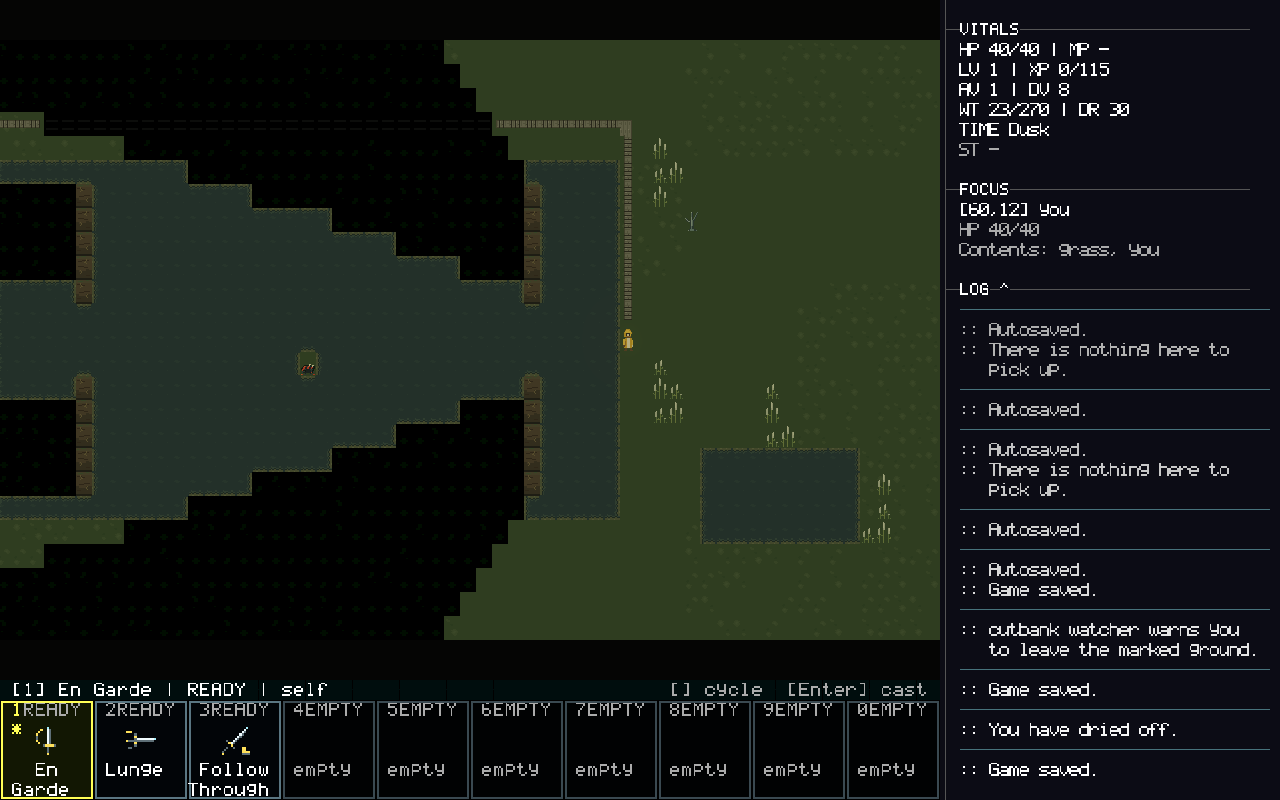 VITALS
HP 40/40 | MP -
LV 1 | XP 0/115
AV 1 | DV 8
WT 23/270 | DR 30
TIME Dusk
ST -
FOCUS
[60,12] You
HP 40/40
Contents: grass, You
LOG ^
:: Autosaved.
:: There is nothing here to
Pick up.
:: Autosaved.
:: Autosaved.
:: There is nothing here to
Pick up.
:: Autosaved.
:: Autosaved.
:: Game saved.
:: cutbank watcher warns You
to leave the marked ground.
:: Game saved.
:: You have dried off.
:: Game saved.
[1] En Garde | READY | self
[] cycle [Enter] cast
1READY 2READY 3READY 4EMPTY 5EMPTY 6EMPTY 7EMPTY 8EMPTY 9EMPTY 0EMPTY
*
En Lunge Follow empty empty empty empty empty empty empty
Garde Through